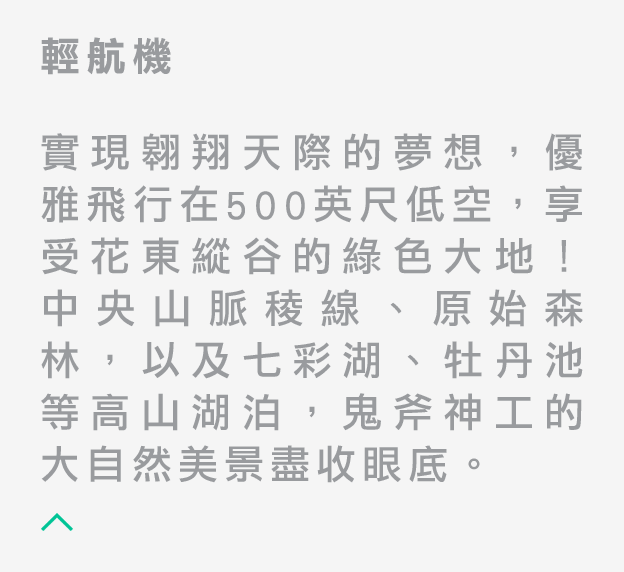 輕航機
實現翱翔天際的夢想，優
雅飛行在500英尺低空，享
受花東縱谷的綠色大地！
中央山脈稜線、原始森
林，以及七彩湖、牡丹池
等高山湖泊，鬼斧神工的
大自然美景盡收眼底。